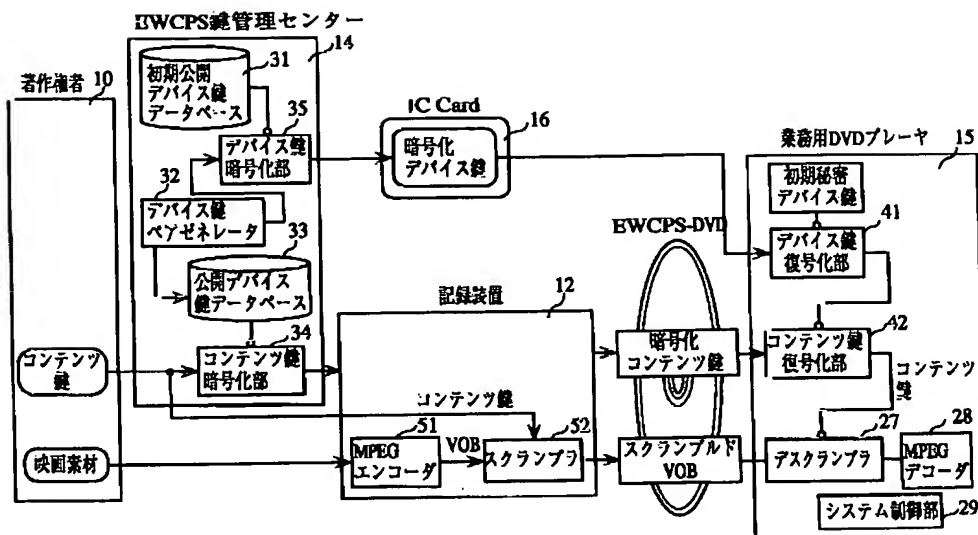 EWCPS鍵管理センター
14
著作権者
10
初期公開
デバイス鍵
データベース
31
35
デバイス鍵
暗号化部
32
デバイス鍵
ペアゼネレータ
33
公開デバイス
鍵データベース
34
コンテンツ鍵
暗号化部
コンテンツ
鍵
映画素材
IC Card
16
暗号化
デバイス鍵
記録装置
12
コンテンツ鍵
51
MPEG
エンコーダ
VOB
52
スクランブラ
EWCPS-DVD
暗号化
コンテンツ鍵
スクランブルド
VOB
業務用DVDプレーヤ
15
初期秘密
デバイス鍵
41
デバイス鍵
復号化部
42
コンテンツ鍵
復号化部
コンテンツ
鍵
27
デスクランブラ
28
MPEG
デコーダ
システム制御部
29